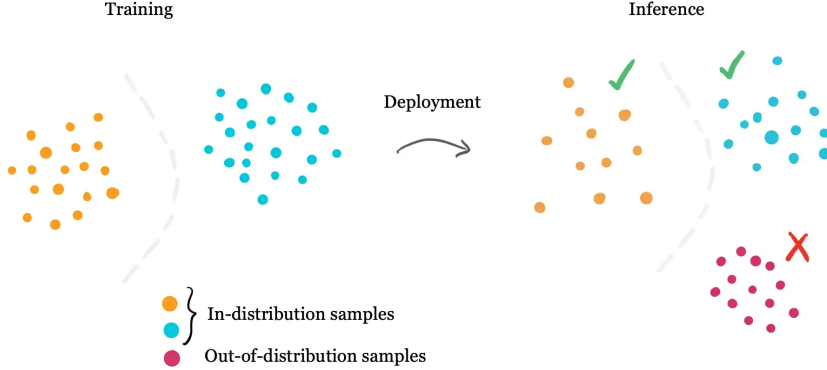 Training
Inference
Deployment
In-distribution samples
Out-of-distribution samples